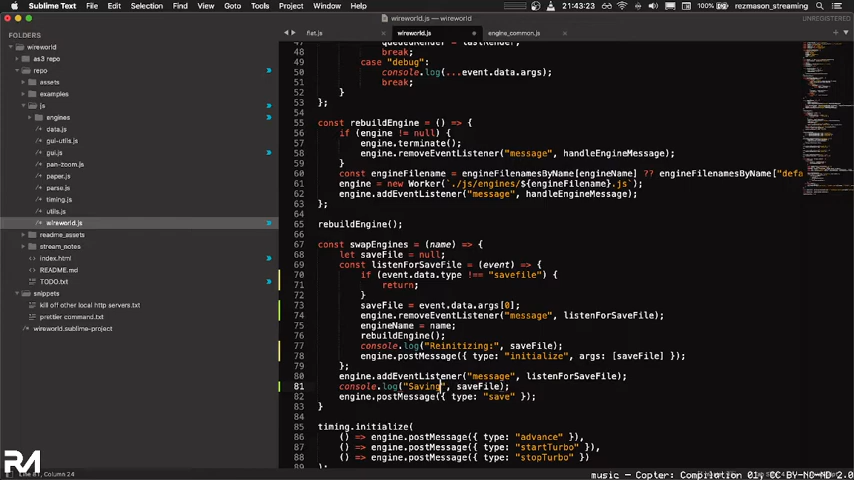 Sublime Text File Edit Selection Find View Goto Tools Project Window Help 100% 21:43:23 rezmason_streaming
wireworld.js — wireworld UNREGISTERED
FOLDERS
wireworld
as3 repo
repo
assets
examples
js
engines
data.js
gui-utils.js
gui.js
pan-zoom.js
paper.js
parse.js
timing.js
utils.js
wireworld.js
readme_assets
stream_notes
index.html
README.md
TODO.txt
snippets
kill off other local http servers.txt
prettier command.txt
wireworld.sublime-project
flat.js wireworld.js engine_common.js
47 queuedRender = lastRender;
48 break;
49 case "debug":
50 console.log(...event.data.args);
51 break;
52 }
53 };
54
55 const rebuildEngine = () => {
56 if (engine != null) {
57 engine.terminate();
58 engine.removeEventListener("message", handleEngineMessage);
59 }
60 const engineFilename = engineFilenamesByName[engineName] ?? engineFilenamesByName["defa
61 engine = new Worker(`./js/engines/${engineFilename}.js`);
62 engine.addEventListener("message", handleEngineMessage);
63 };
64
65 rebuildEngine();
66
67 const swapEngines = (name) => {
68 let saveFile = null;
69 const listenForSaveFile = (event) => {
70 if (event.data.type !== "savefile") {
71 return;
72 }
73 saveFile = event.data.args[0];
74 engine.removeEventListener("message", listenForSaveFile);
75 engineName = name;
76 rebuildEngine();
77 console.log("Reinitizing:", saveFile);
78 engine.postMessage({ type: "initialize", args: [saveFile] });
79 };
80 engine.addEventListener("message", listenForSaveFile);
81 console.log("Saving", saveFile);
82 engine.postMessage({ type: "save" });
83 }
84
85 timing.initialize(
86 () => engine.postMessage({ type: "advance" }),
87 () => engine.postMessage({ type: "startTurbo" }),
88 () => engine.postMessage({ type: "stopTurbo" })
89 );
RM
Line 81, Column 24
music - Copter: Compilation 01, CC BY-NC-ND 2.0